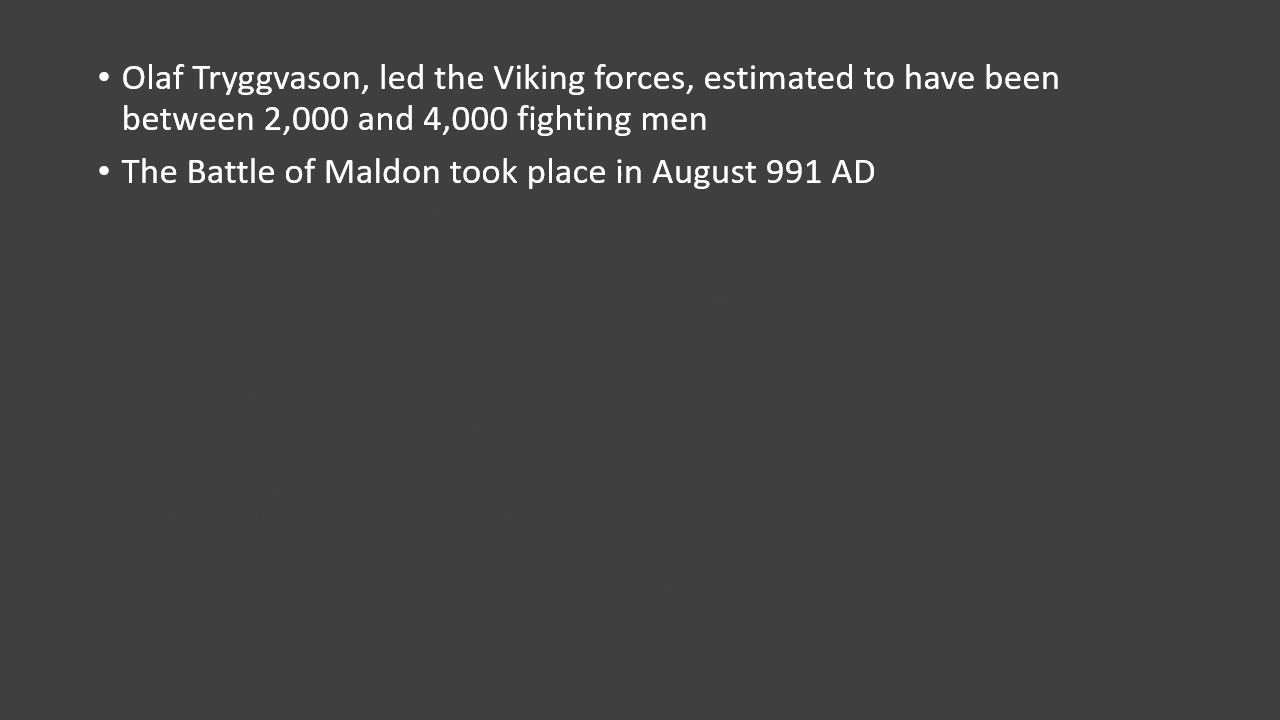 • Olaf Tryggvason, led the Viking forces, estimated to have been
between 2,000 and 4,000 fighting men
• The Battle of Maldon took place in August 991 AD